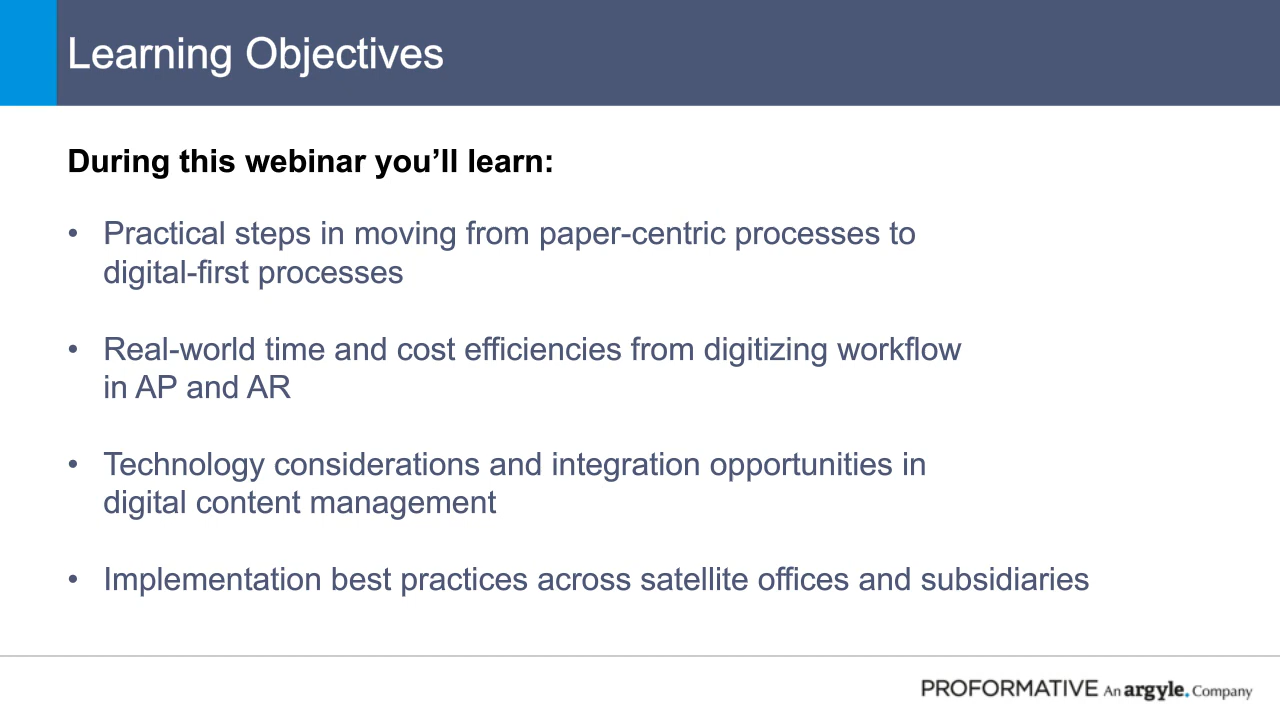 Learning Objectives
During this webinar you’ll learn:
• Practical steps in moving from paper-centric processes to
digital-first processes
• Real-world time and cost efficiencies from digitizing workflow
in AP and AR
• Technology considerations and integration opportunities in
digital content management
• Implementation best practices across satellite offices and subsidiaries
PROFORMATIVE An argyle. Company